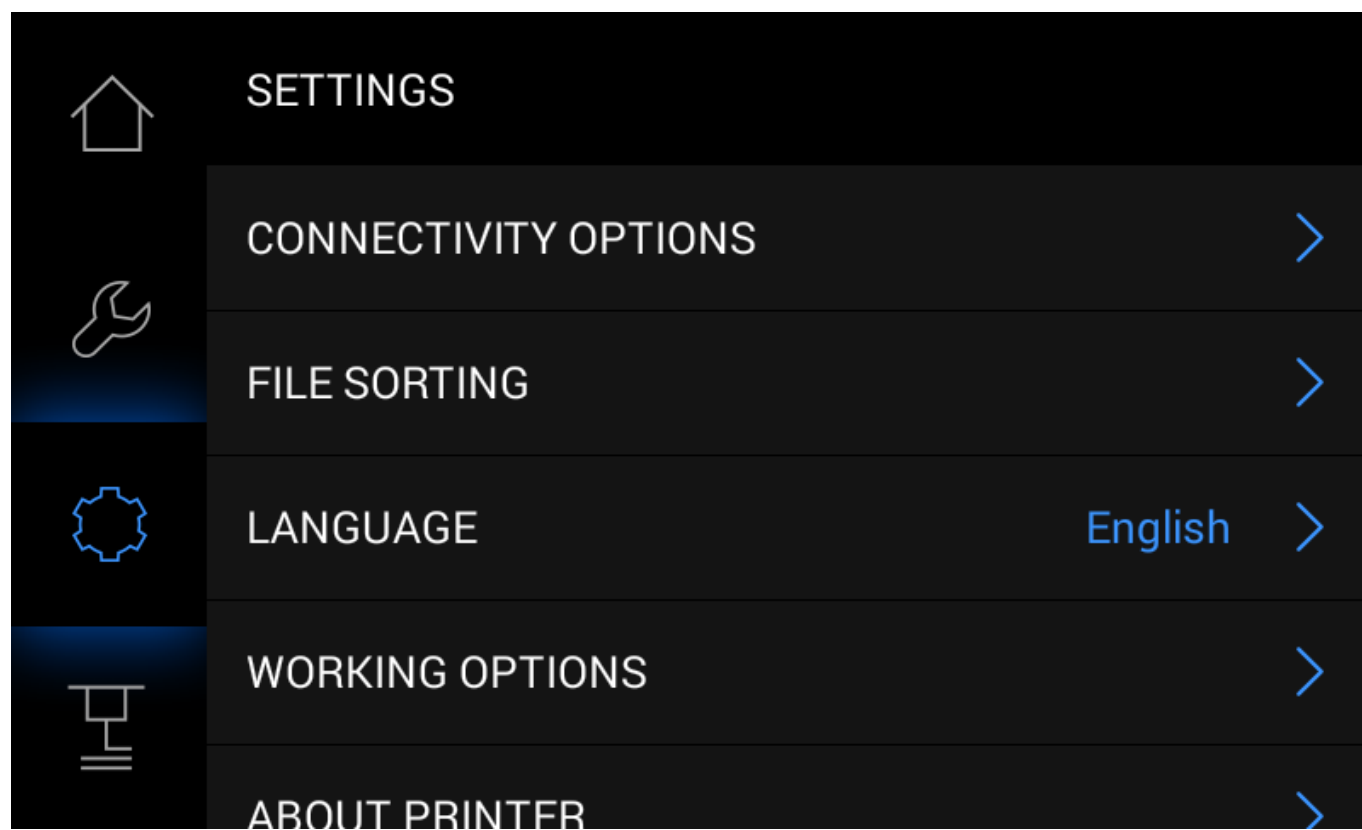 SETTINGS
CONNECTIVITY OPTIONS
FILE SORTING
LANGUAGE English
WORKING OPTIONS
ABOUT PRINTER